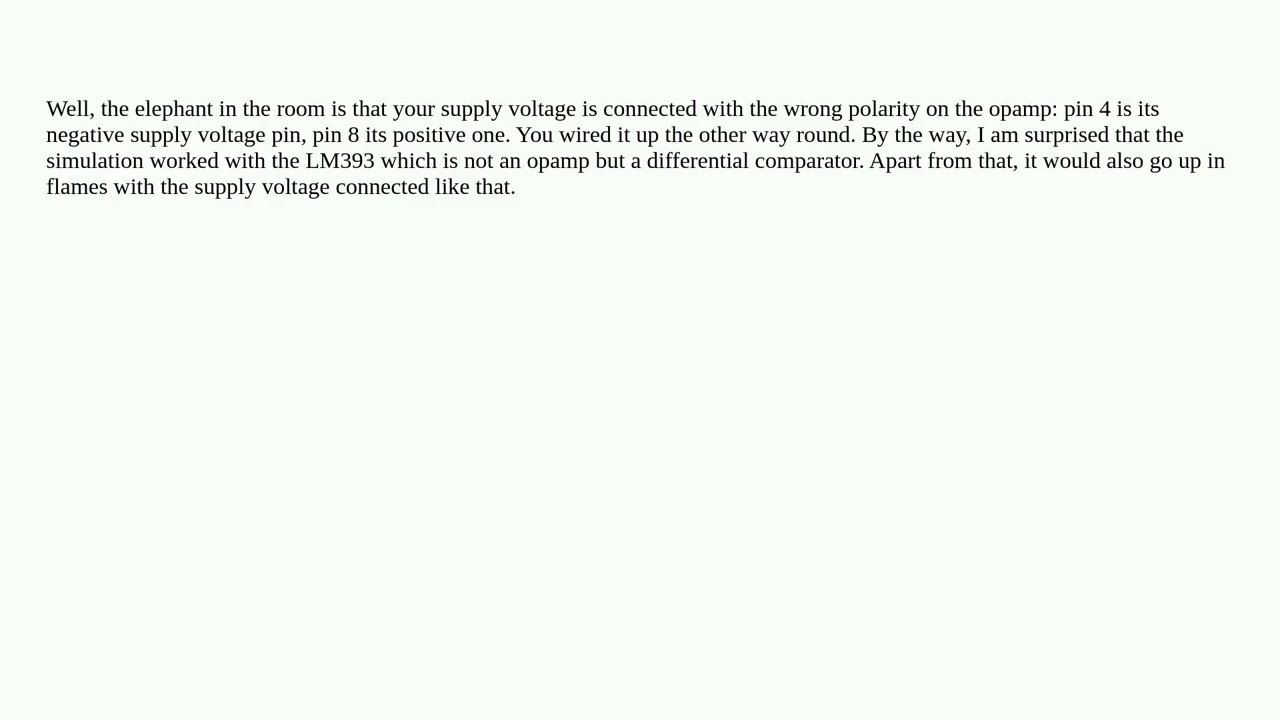 Well, the elephant in the room is that your supply voltage is connected with the wrong polarity on the opamp: pin 4 is its
negative supply voltage pin, pin 8 its positive one. You wired it up the other way round. By the way, I am surprised that the
simulation worked with the LM393 which is not an opamp but a differential comparator. Apart from that, it would also go up in
flames with the supply voltage connected like that.